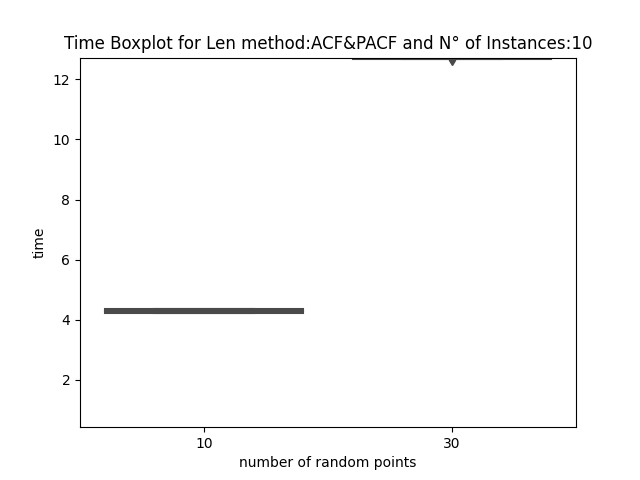 Time Boxplot for Len method:ACF&PACF and N° of Instances:10
12
10
8
6
4
2
time
10 30
number of random points